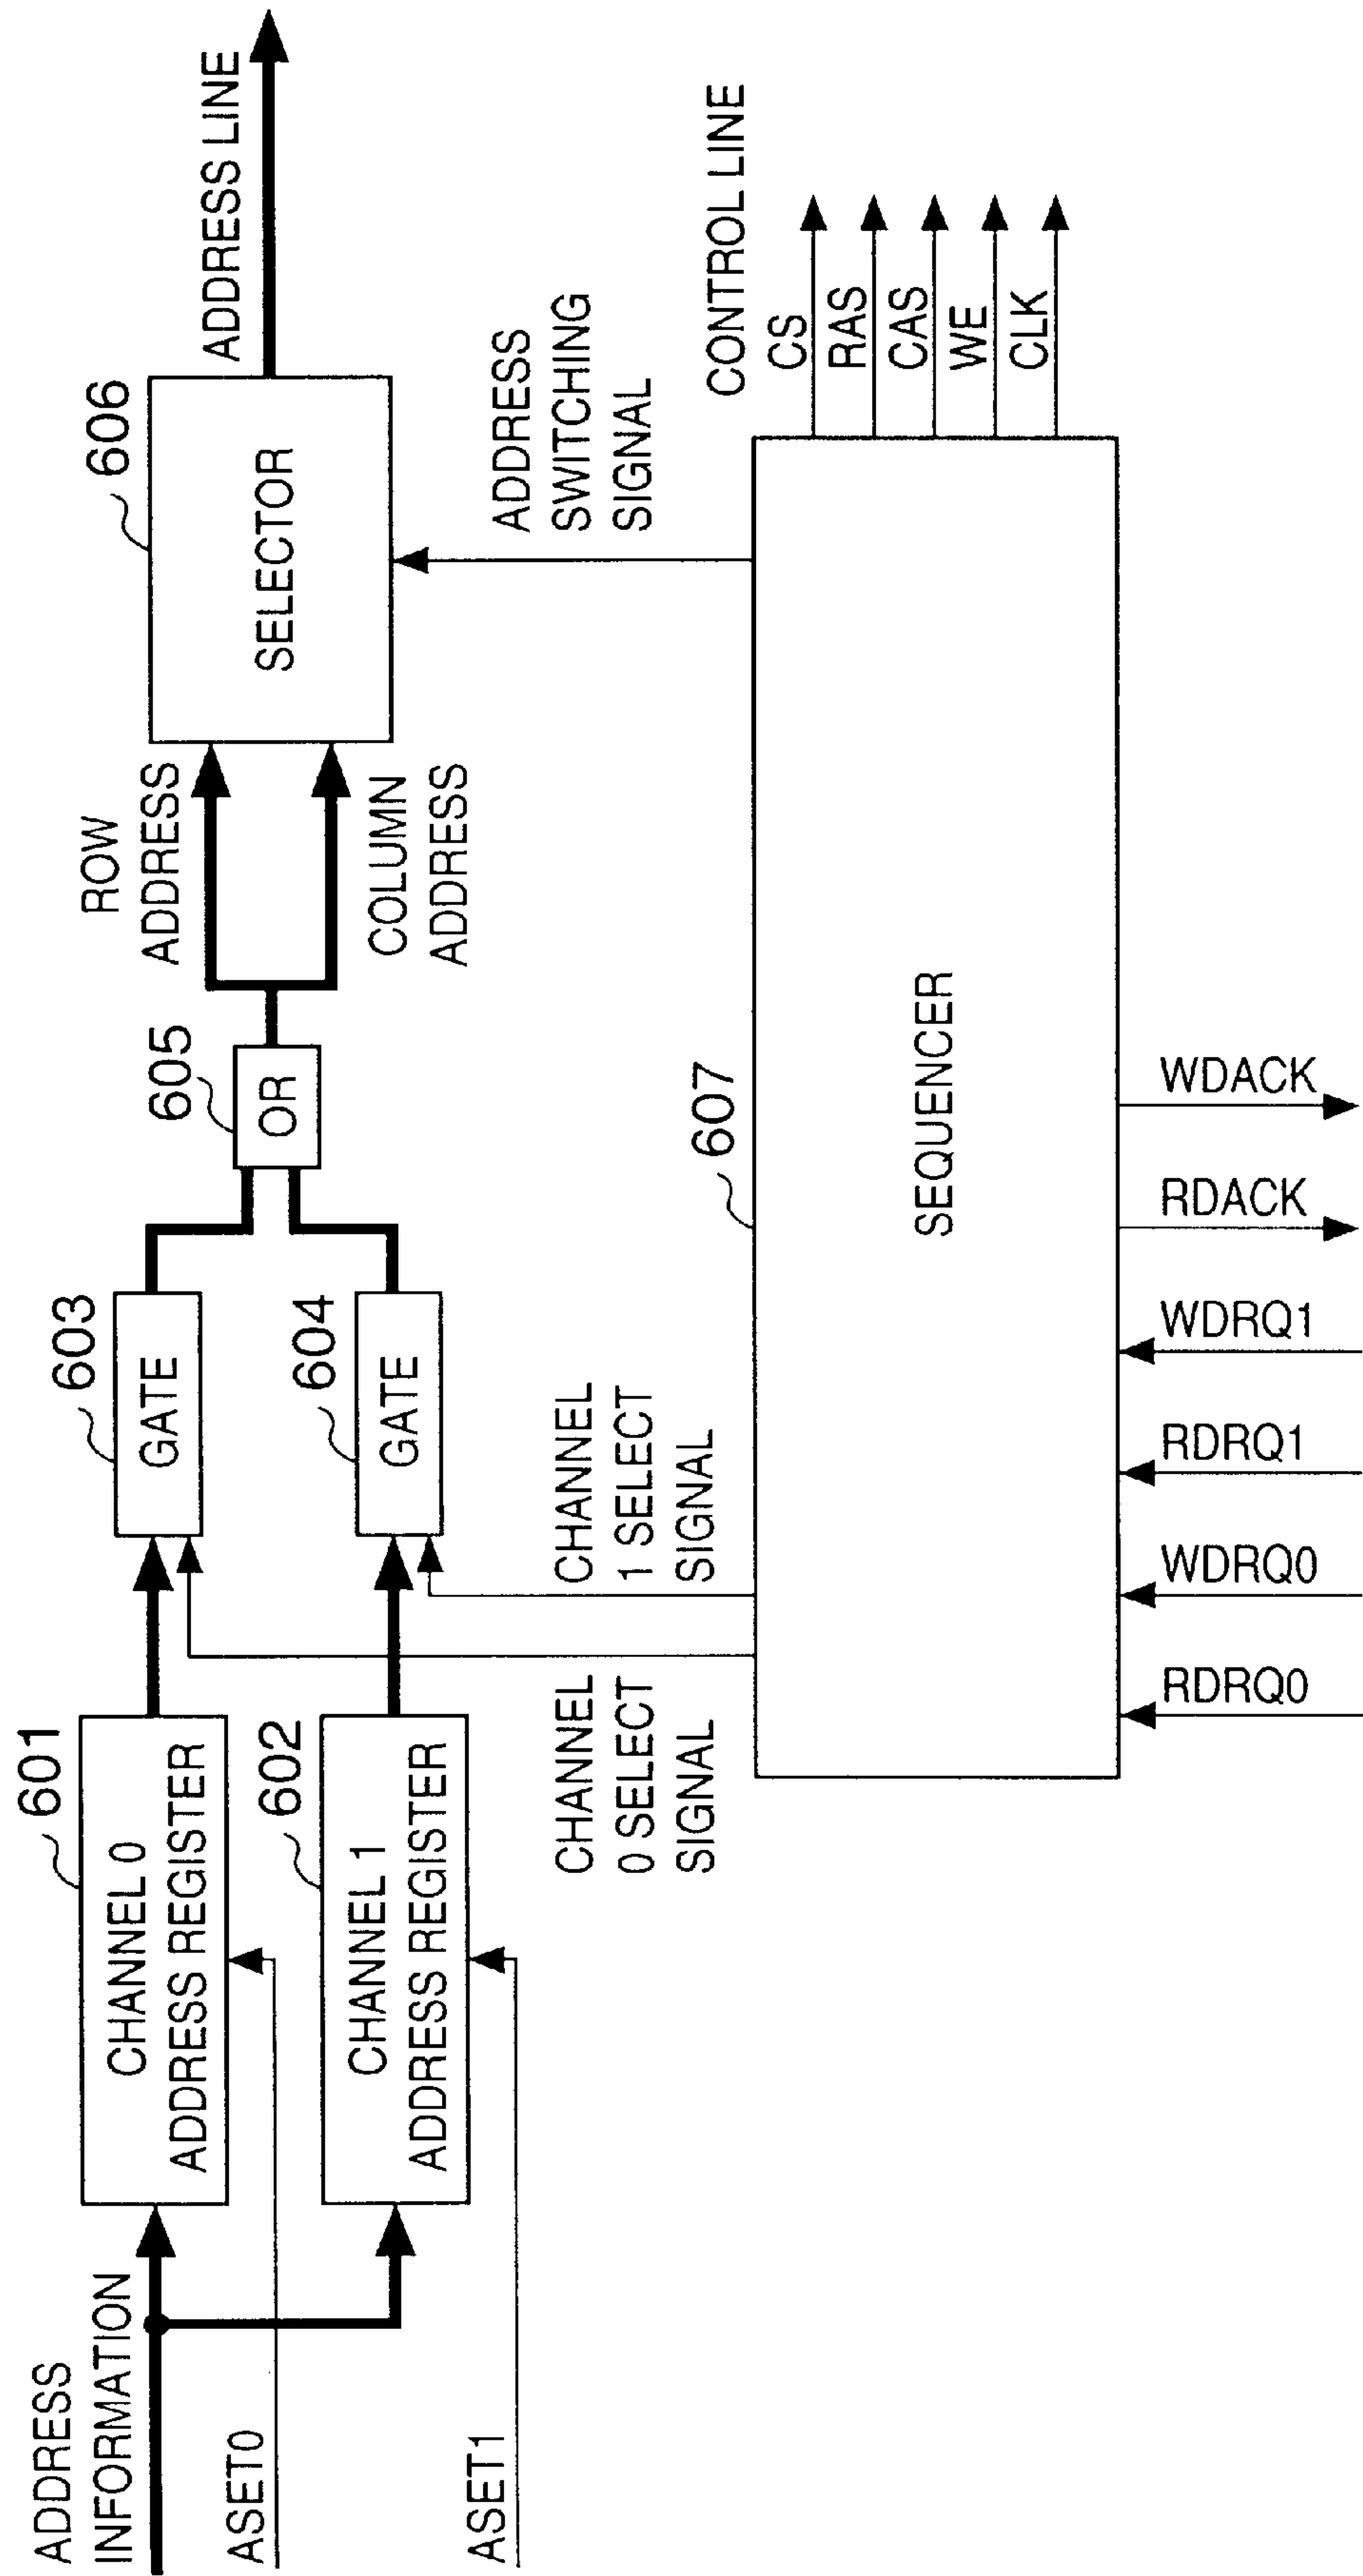 ADDRESS
INFORMATION
ASET0
ASET1
601
CHANNEL 0
ADDRESS REGISTER
602
CHANNEL 1
ADDRESS REGISTER
603
GATE
604
GATE
605
OR
ROW
ADDRESS
COLUMN
ADDRESS
606
SELECTOR
ADDRESS LINE
CHANNEL
0 SELECT
SIGNAL
CHANNEL
1 SELECT
SIGNAL
ADDRESS
SWITCHING
SIGNAL
607
SEQUENCER
CONTROL LINE
CS
RAS
CAS
WE
CLK
RDRQ0
WDRQ0
RDRQ1
WDRQ1
RDACK
WDACK